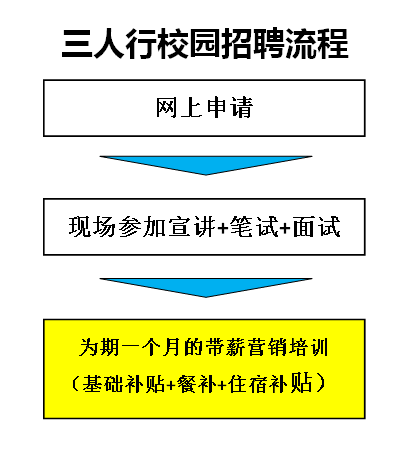 三人行校园招聘流程
网上申请
现场参加宣讲+笔试+面试
为期一个月的带薪营销培训
（基础补贴+餐补+住宿补贴）